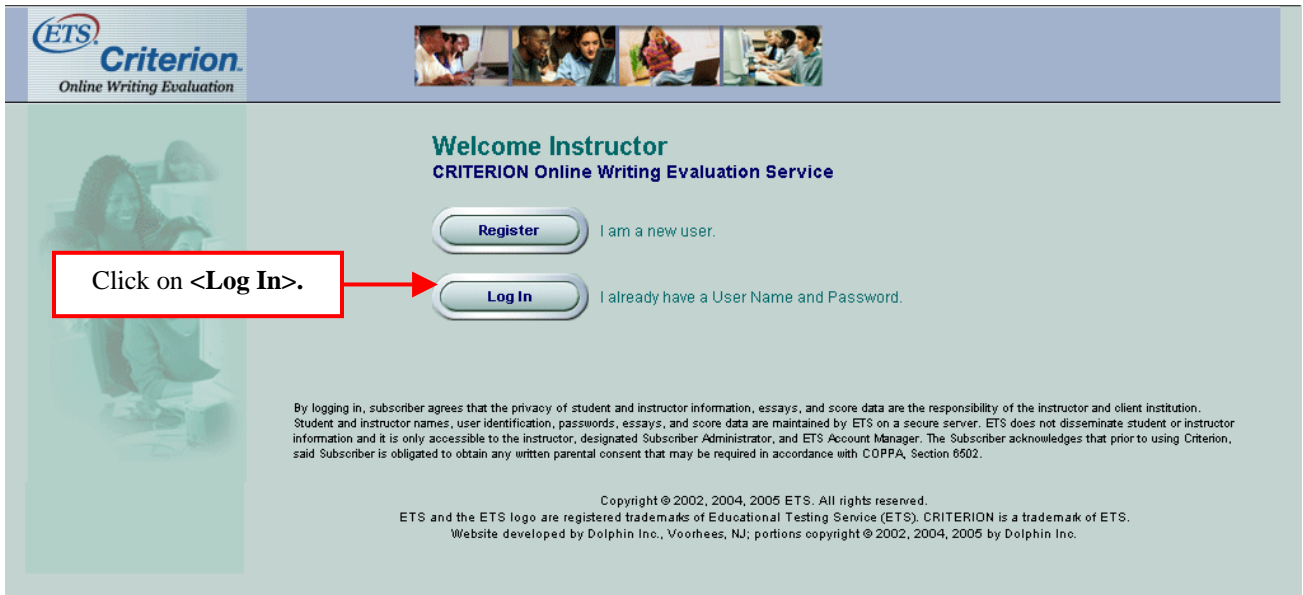 ETS
Criterion.
Online Writing Evaluation
Welcome Instructor
CRITERION Online Writing Evaluation Service
Register I am a new user.
Click on <Log In>.
Log In I already have a User Name and Password.
By logging in, subscriber agrees that the privacy of student and instructor information, essays, and score data are the responsibility of the instructor and client institution.
Student and instructor names, user identification, passwords, essays, and score data are maintained by ETS on a secure server. ETS does not disseminate student or instructor
information and it is only accessible to the instructor, designated Subscriber Administrator, and ETS Account Manager. The Subscriber acknowledges that prior to using Criterion,
said Subscriber is obligated to obtain any written parental consent that may be required in accordance with COPPA, Section 6502.
Copyright © 2002, 2004, 2005 ETS. All rights reserved.
ETS and the ETS logo are registered trademarks of Educational Testing Service (ETS). CRITERION is a trademark of ETS.
Website developed by Dolphin Inc., Voorhees, NJ; portions copyright © 2002, 2004, 2005 by Dolphin Inc.